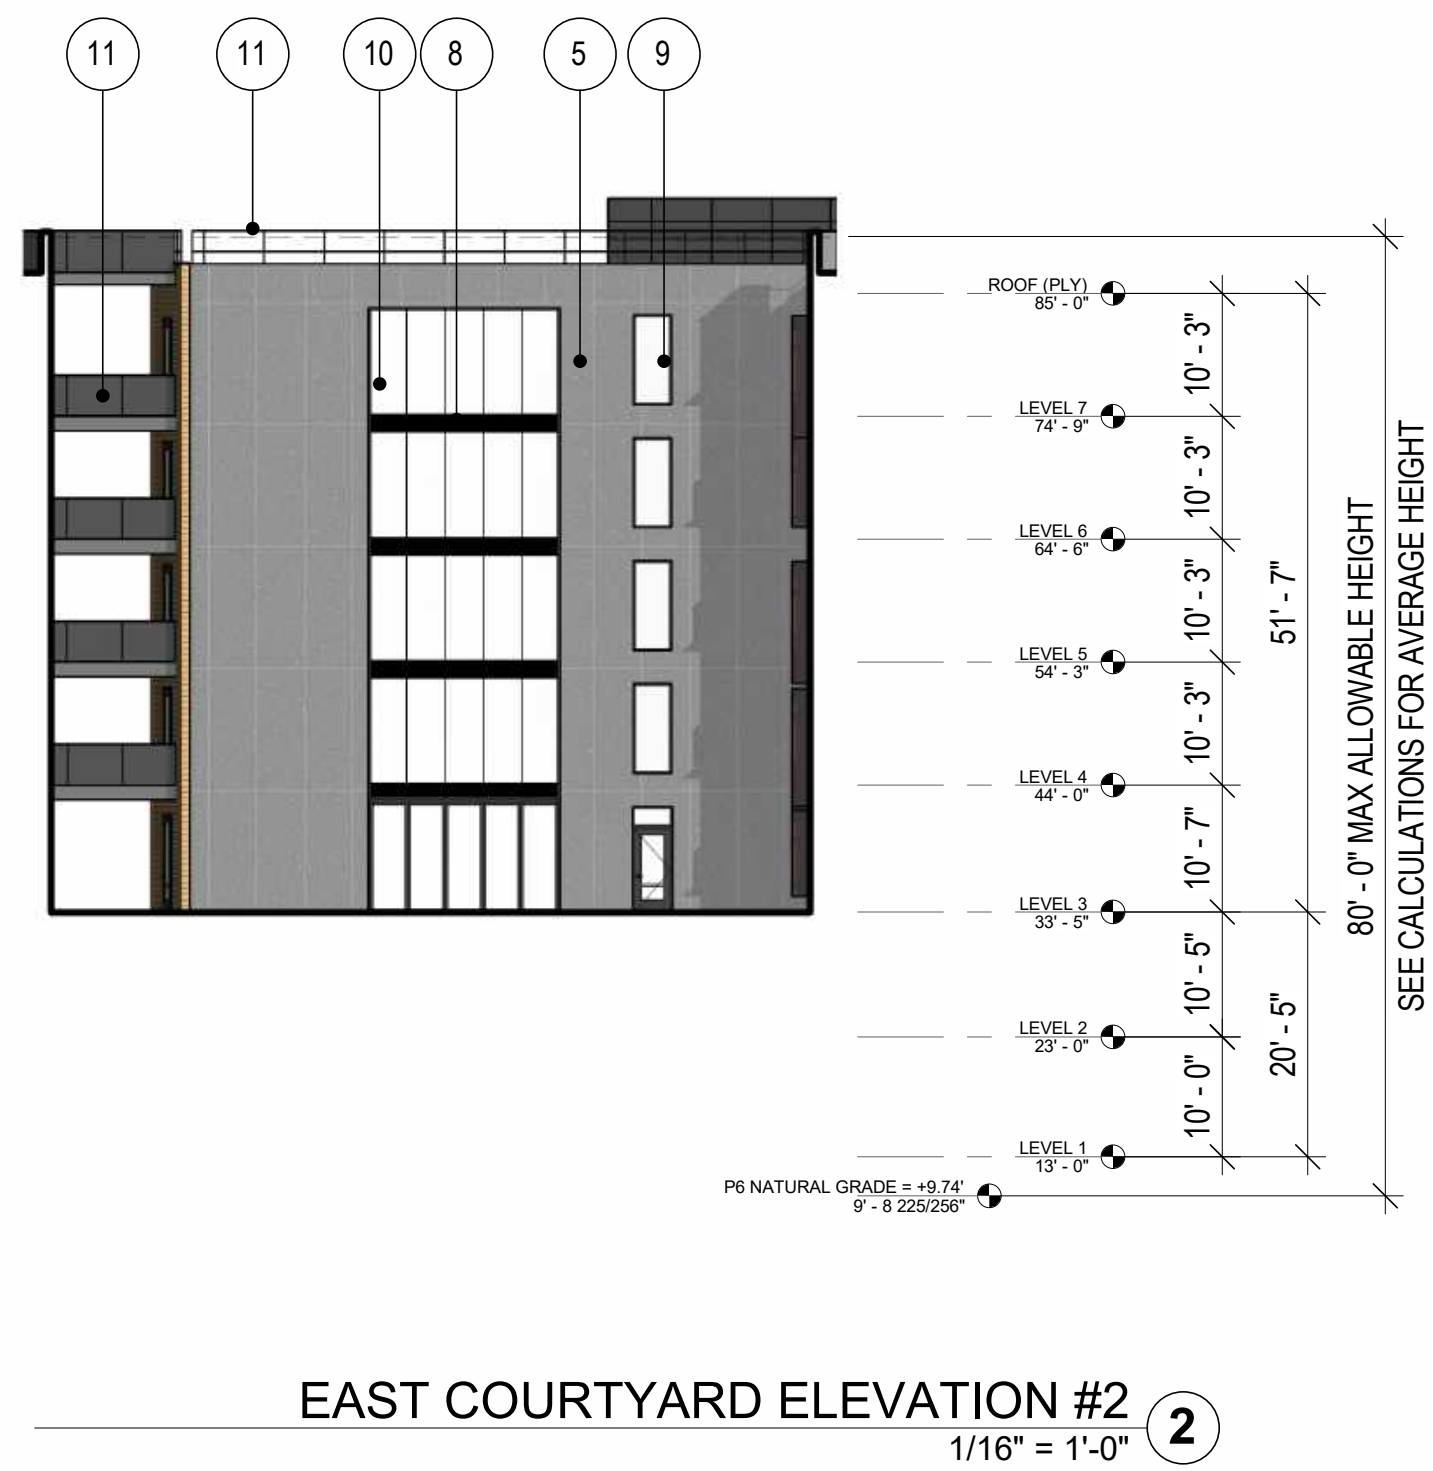 11
11
10
8
5
9
ROOF (PLY)
85' - 0"
10' - 3"
LEVEL 7
74' - 9"
10' - 3"
LEVEL 6
64' - 6"
10' - 3"
LEVEL 5
54' - 3"
10' - 3"
LEVEL 4
44' - 0"
10' - 7"
LEVEL 3
33' - 5"
10' - 5"
LEVEL 2
23' - 0"
10' - 0"
LEVEL 1
13' - 0"
51' - 7"
20' - 5"
80' - 0" MAX ALLOWABLE HEIGHT
SEE CALCULATIONS FOR AVERAGE HEIGHT
P6 NATURAL GRADE = +9.74'
9' - 8 225/256"
EAST COURTYARD ELEVATION #2
1/16" = 1'-0"
2